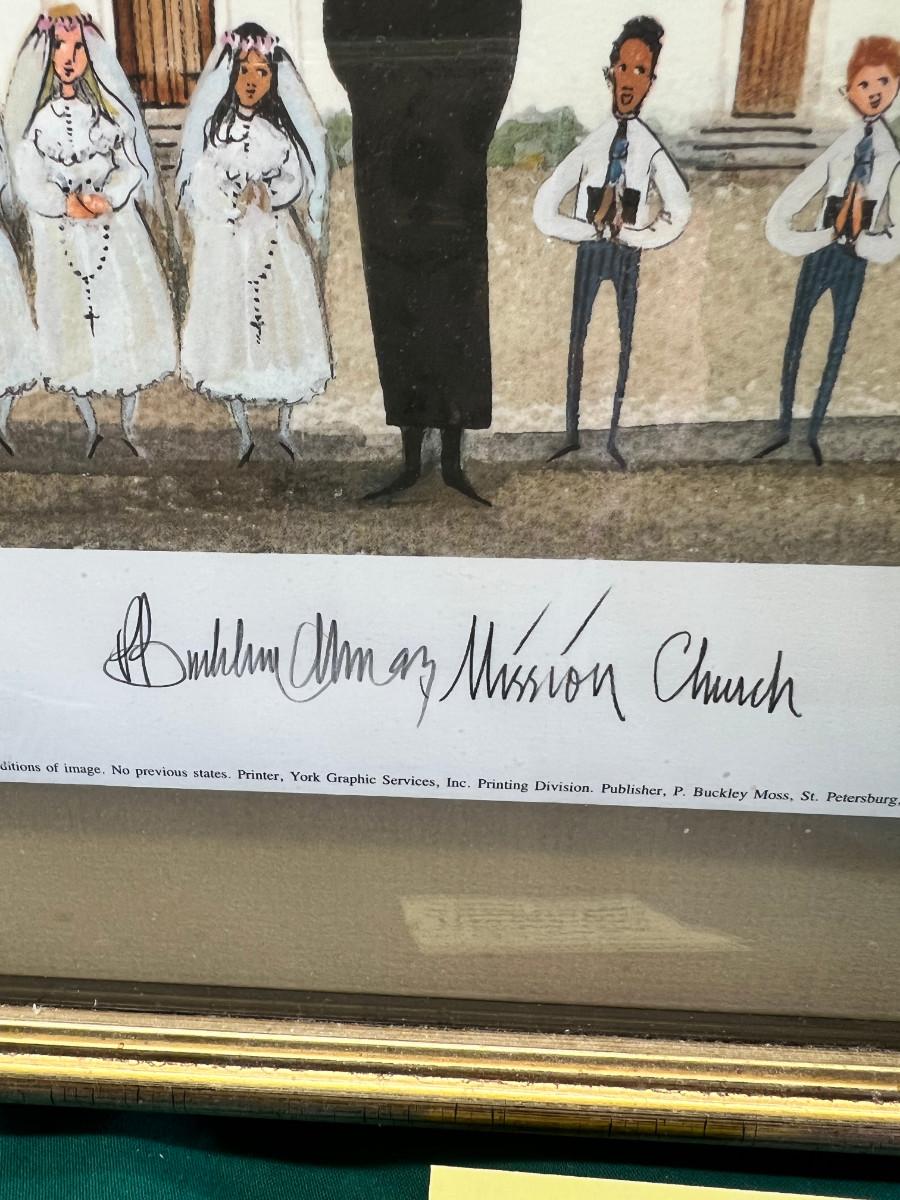 Mission Church
ditions of image. No previous states. Printer, York Graphic Services, Inc. Printing Division. Publisher, P. Buckley Moss, St. Petersburg,